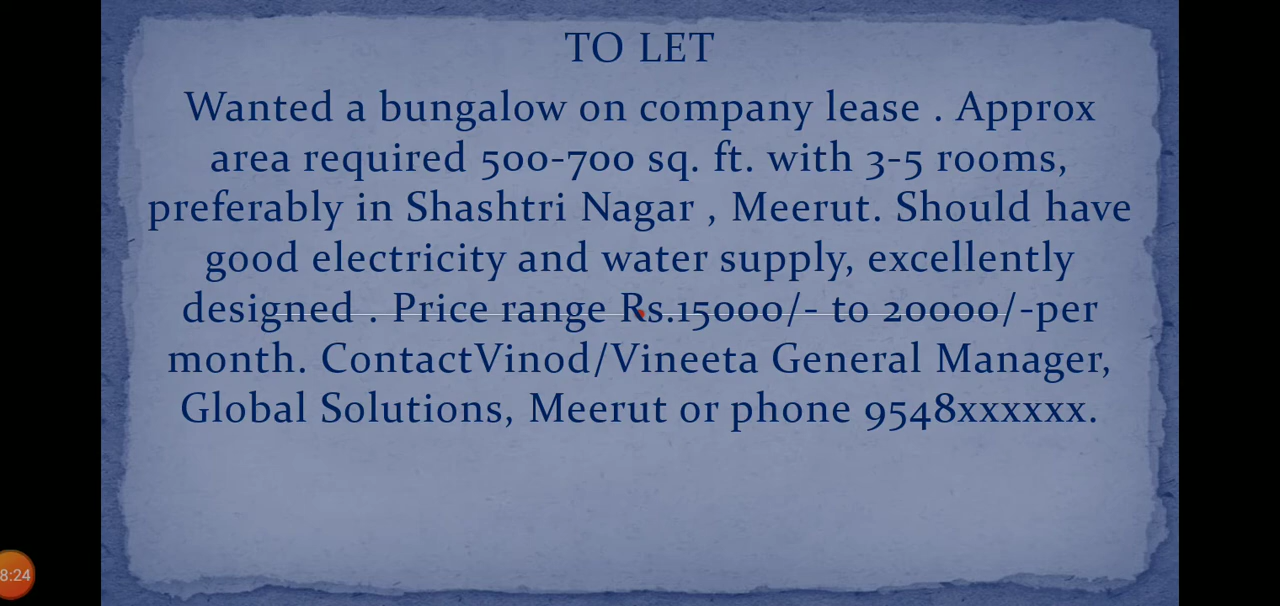 TO LET
Wanted a bungalow on company lease . Approx
area required 500-700 sq. ft. with 3-5 rooms,
preferably in Shashtri Nagar , Meerut. Should have
good electricity and water supply, excellently
designed . Price range Rs.15000/- to 20000/-per
month. ContactVinod/Vineeta General Manager,
Global Solutions, Meerut or phone 9548xxxxxx.
8:24